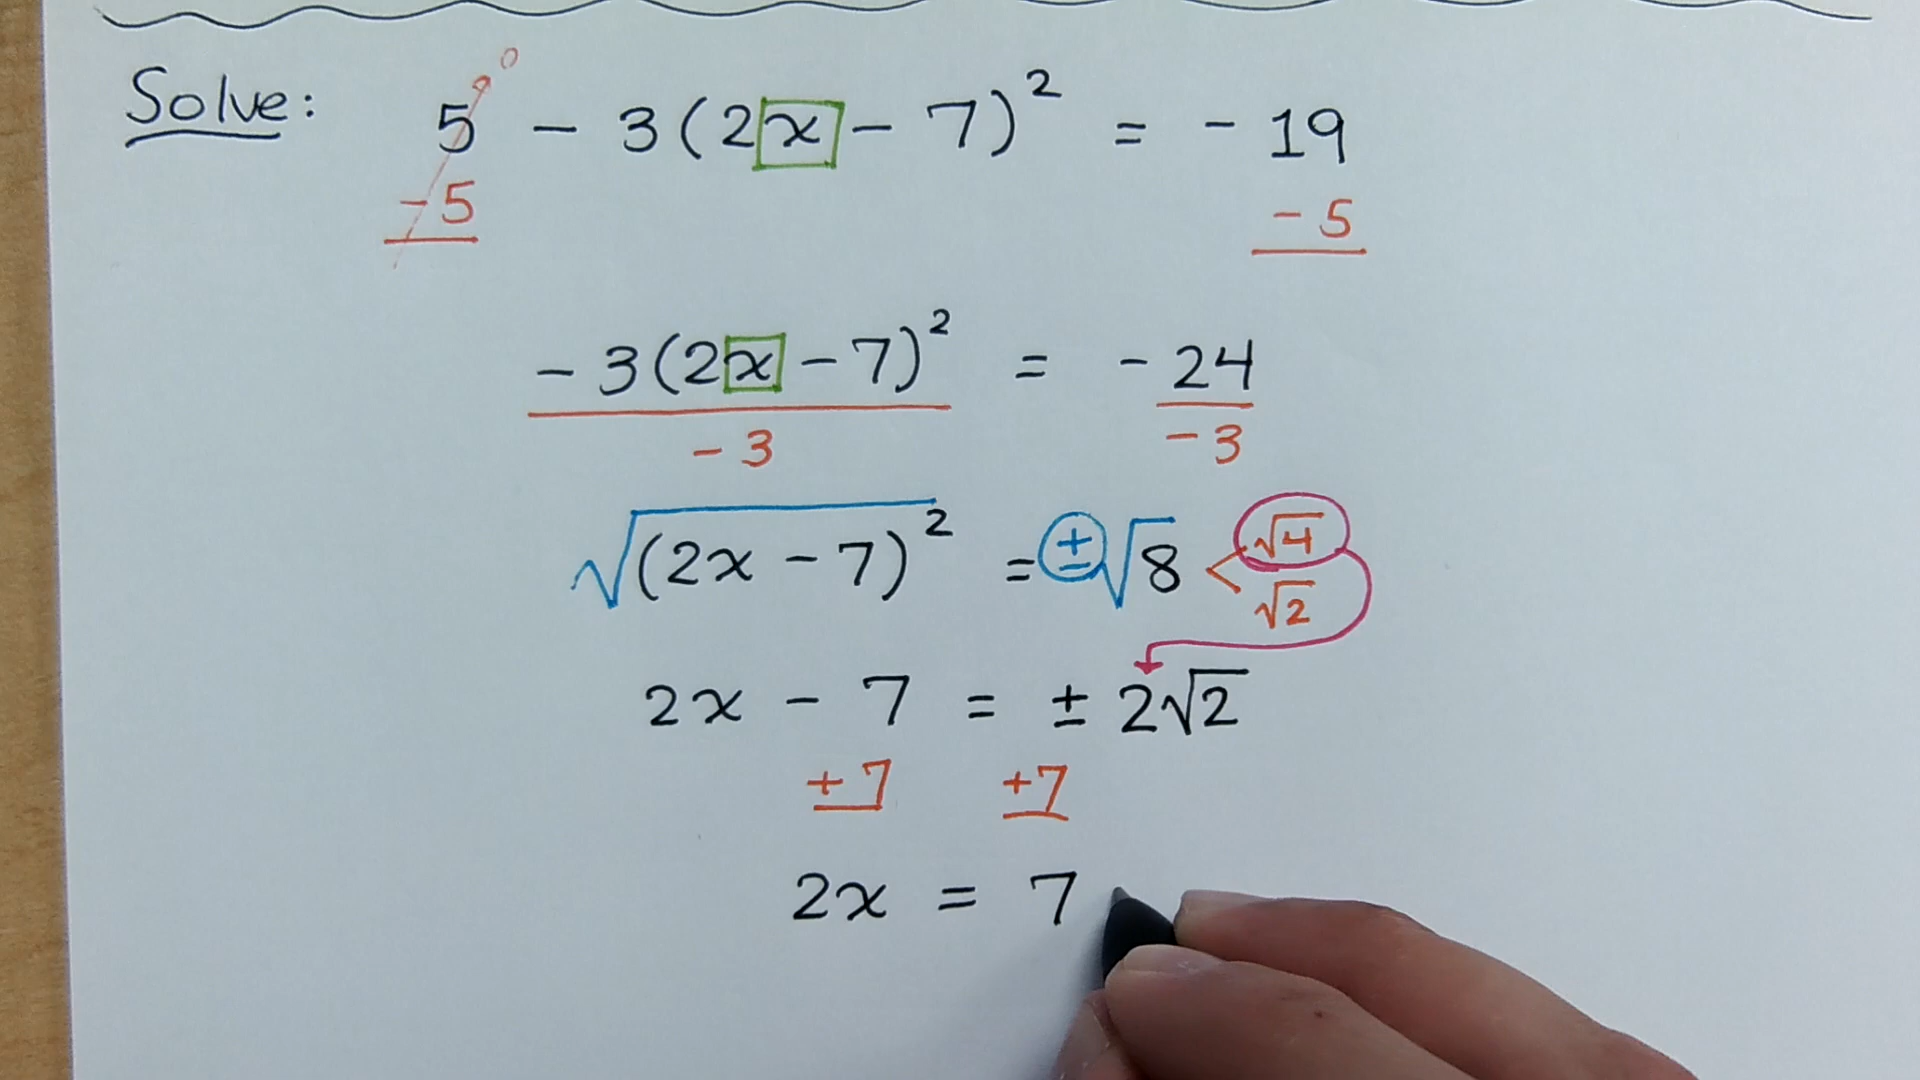 Solve: 5 - 3(2x - 7)² = - 19
0
- 5 - 5
- 3(2x - 7)² = - 24
- 3 - 3
√(2x - 7)² = ±√8 < √4
√2
2x - 7 = ± 2√2
+7 +7
2x = 7